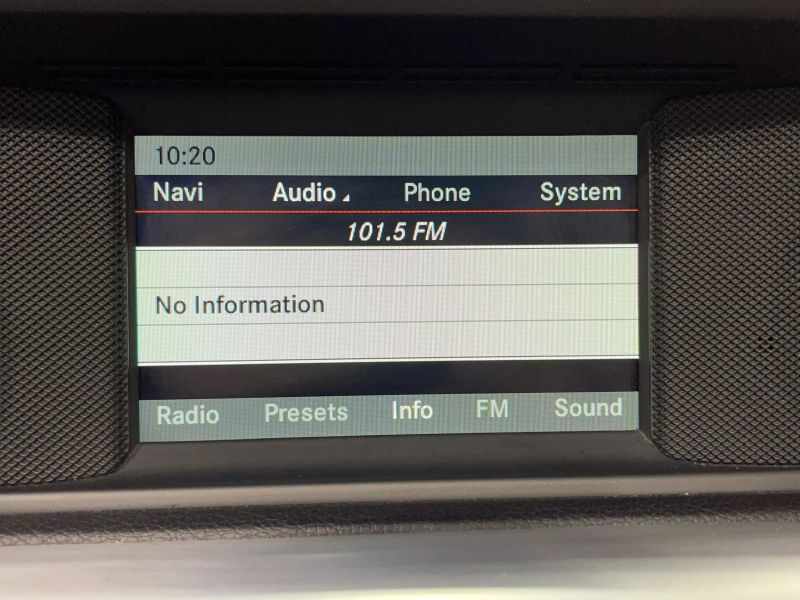 10:20
Navi Audio Phone System
101.5 FM
No Information
Radio Presets Info FM Sound